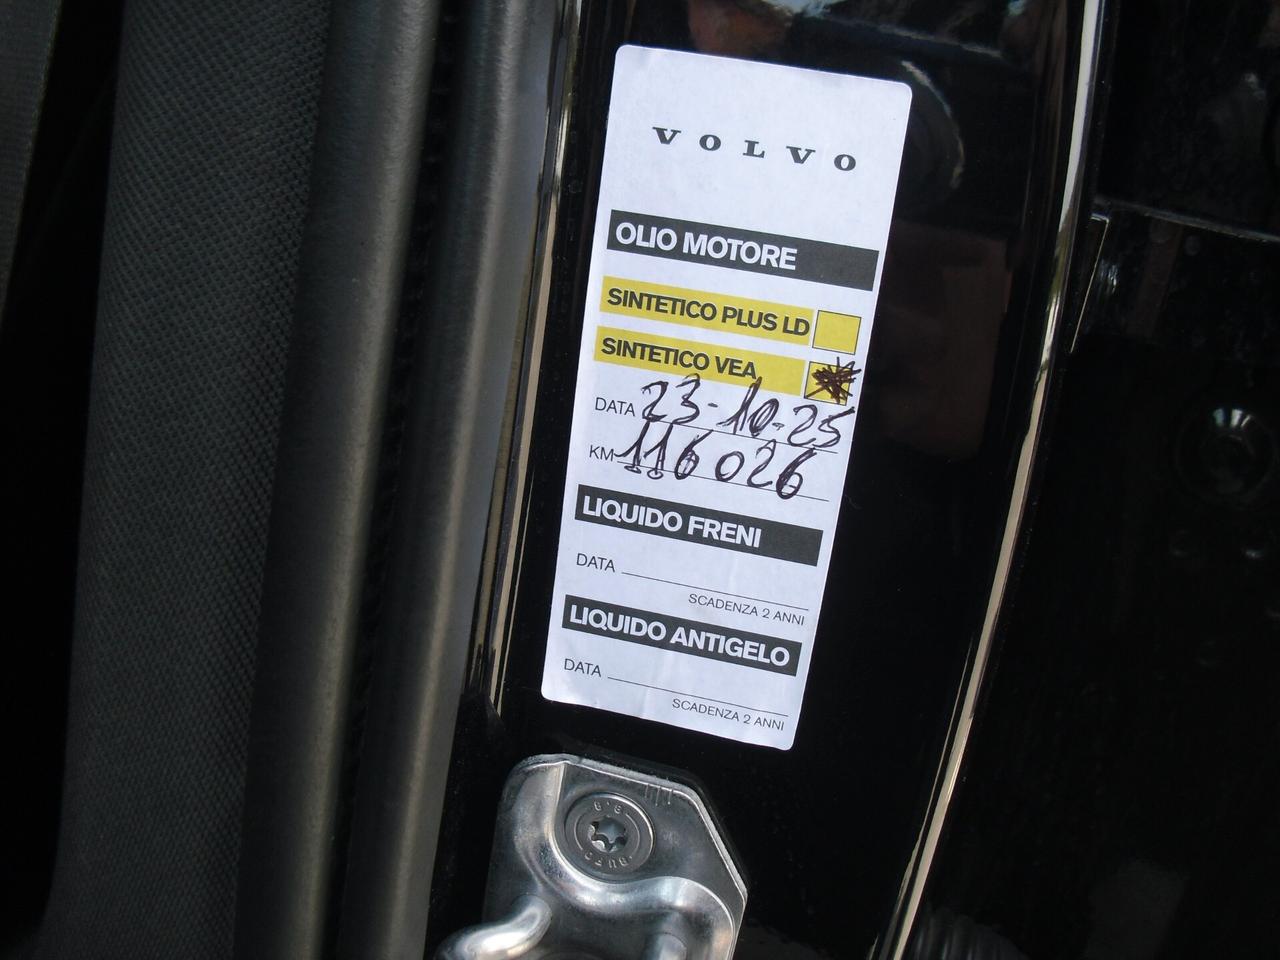 VOLVO
OLIO MOTORE
SINTETICO PLUS LD
SINTETICO VEA
DATA 23-10-25
KM 116026
LIQUIDO FRENI
DATA
SCADENZA 2 ANNI
LIQUIDO ANTIGELO
DATA
SCADENZA 2 ANNI